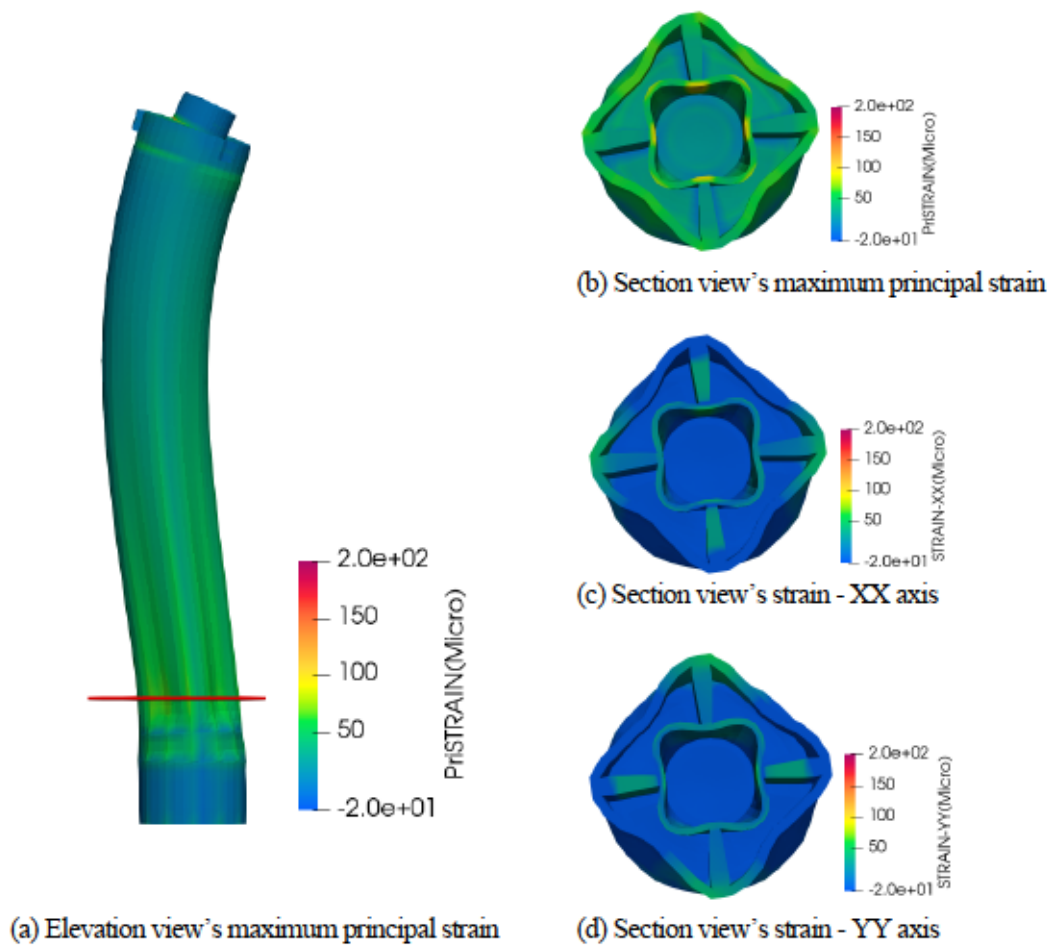 2.0e+02
150
100
50
-2.0e+01
PriSTRAIN(Micro)
(a) Elevation view's maximum principal strain
2.0e+02
150
100
50
-2.0e+01
PriSTRAIN(Micro)
(b) Section view's maximum principal strain
2.0e+02
150
100
50
-2.0e+01
STRAIN-XX(Micro)
(c) Section view's strain - XX axis
2.0e+02
150
100
50
-2.0e+01
STRAIN-YY(Micro)
(d) Section view's strain - YY axis